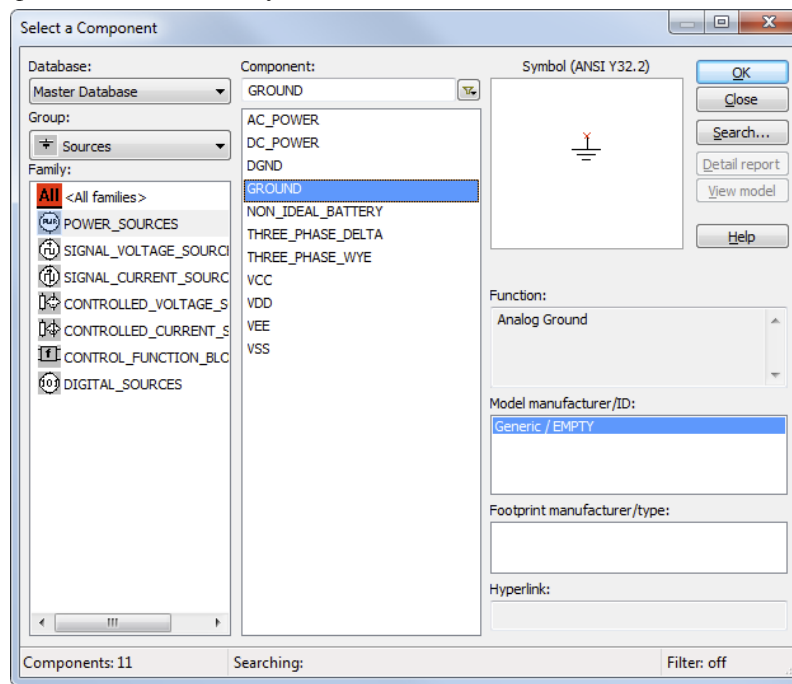 Select a Component
Database:
Master Database
Group:
Sources
Family:
All <All families>
POWER_SOURCES
SIGNAL_VOLTAGE_SOURCI
SIGNAL_CURRENT_SOURC
CONTROLLED_VOLTAGE_S
CONTROLLED_CURRENT_S
CONTROL_FUNCTION_BLC
DIGITAL_SOURCES
Component:
GROUND
AC_POWER
DC_POWER
DGND
GROUND
NON_IDEAL_BATTERY
THREE_PHASE_DELTA
THREE_PHASE_WYE
VCC
VDD
VEE
VSS
Symbol (ANSI Y32.2)
OK
Close
Search...
Detail report
View model
Help
Function:
Analog Ground
Model manufacturer/ID:
Generic / EMPTY
Footprint manufacturer/type:
Hyperlink:
Components: 11
Searching:
Filter: off